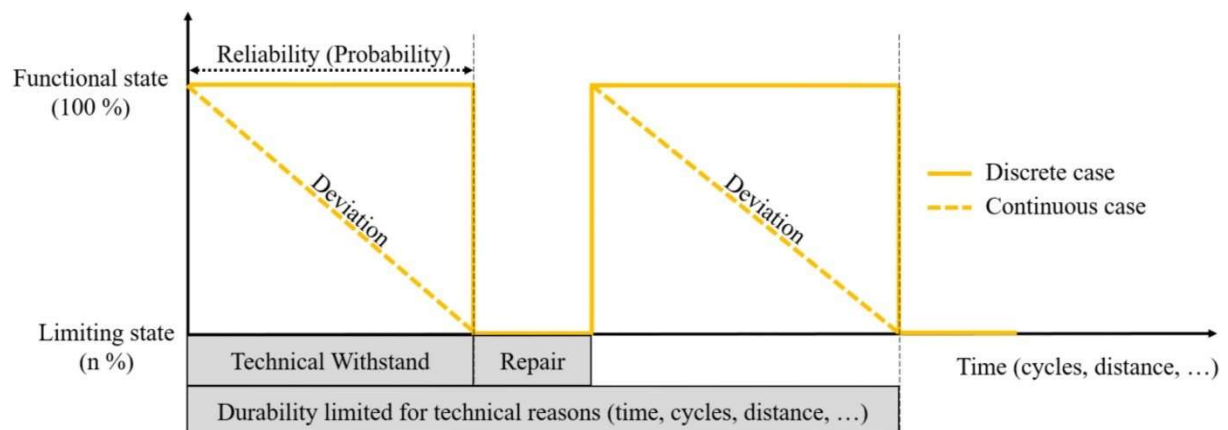 Reliability (Probability)
Functional state
(100 %)
Deviation
Deviation
Discrete case
Continuous case
Limiting state
(n %)
Technical Withstand
Repair
Time (cycles, distance, …)
Durability limited for technical reasons (time, cycles, distance, …)